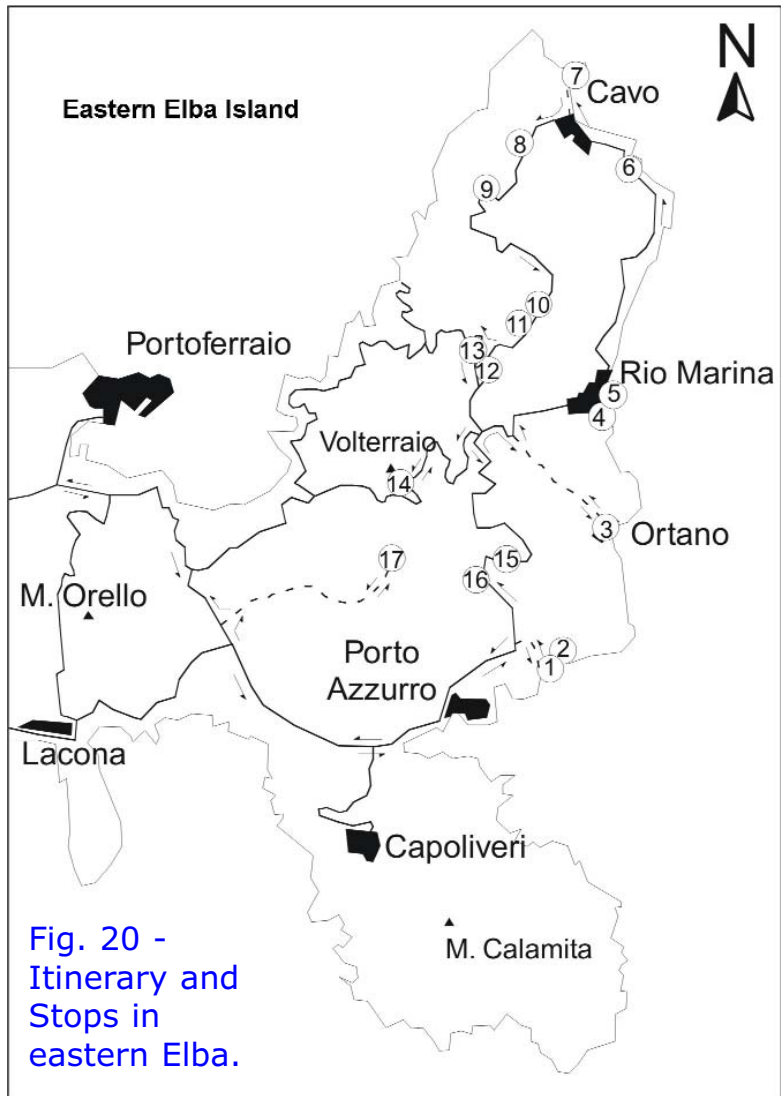 N
Eastern Elba Island
7
Cavo
8
6
9
10
11
Portoferraio
13
12
Rio Marina
5
4
Volterraio
14
3
Ortano
15
17
16
M. Orello
2
1
Porto
Azzurro
Lacona
Capoliveri
M. Calamita
Fig. 20 -
Itinerary and
Stops in
eastern Elba.